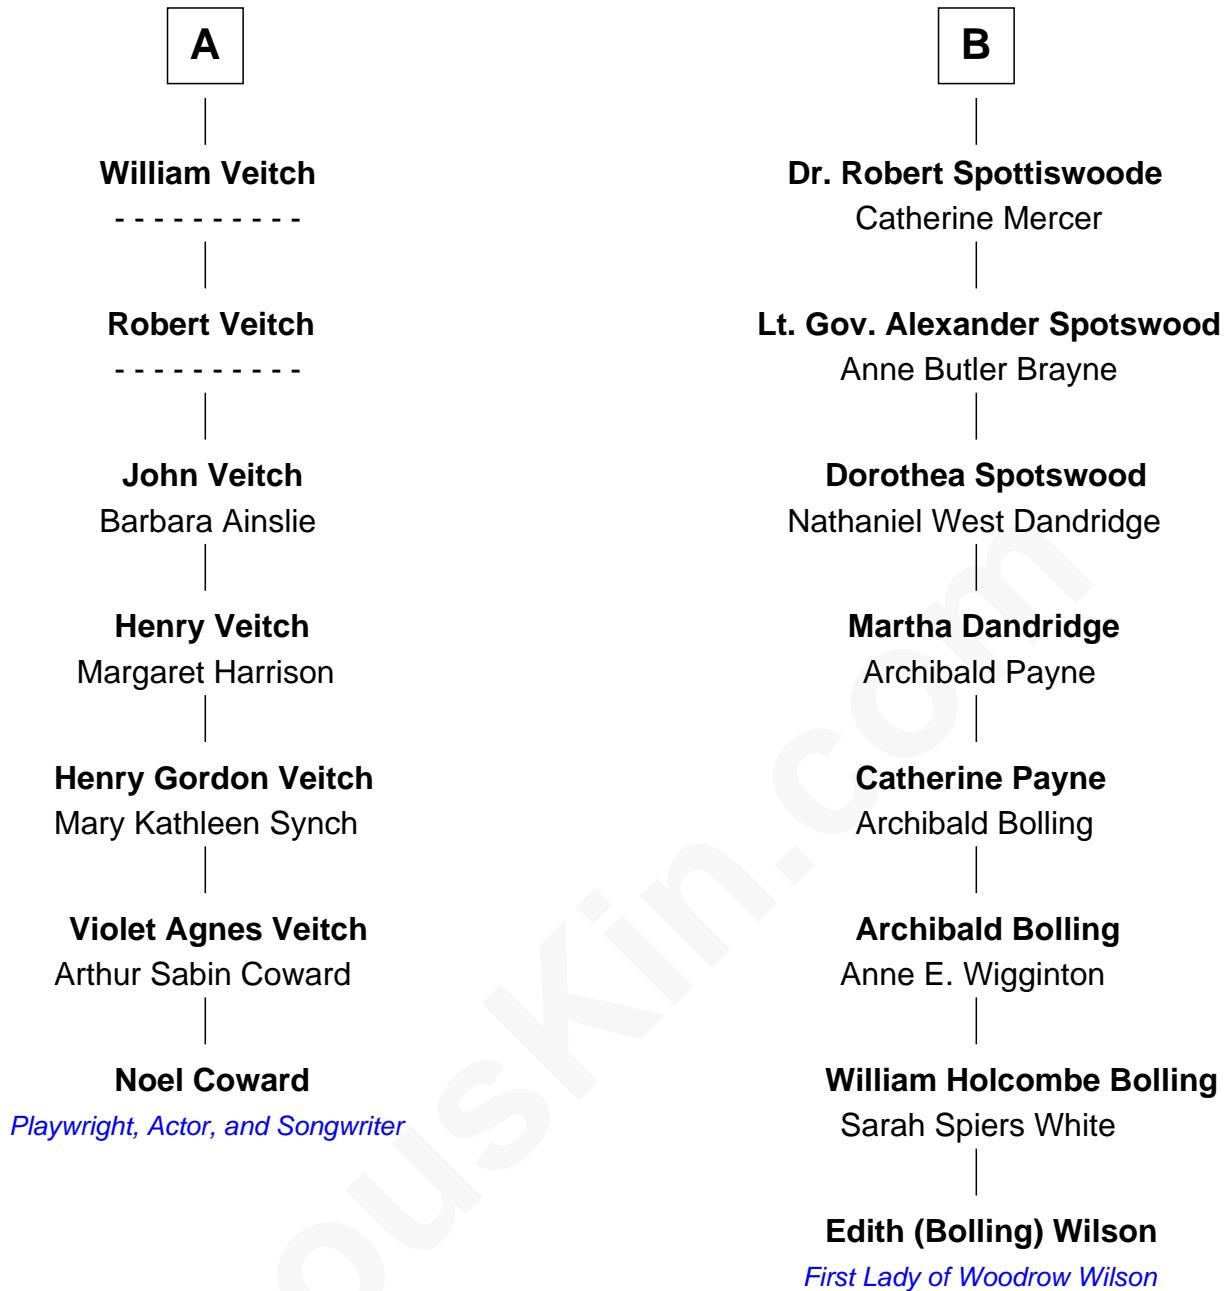 A
William Veitch
- - - - - - - - - -
Robert Veitch
- - - - - - - - - -
John Veitch
Barbara Ainslie
Henry Veitch
Margaret Harrison
Henry Gordon Veitch
Mary Kathleen Synch
Violet Agnes Veitch
Arthur Sabin Coward
Noel Coward
Playwright, Actor, and Songwriter
B
Dr. Robert Spottiswoode
Catherine Mercer
Lt. Gov. Alexander Spotswood
Anne Butler Brayne
Dorothea Spotswood
Nathaniel West Dandridge
Martha Dandridge
Archibald Payne
Catherine Payne
Archibald Bolling
Archibald Bolling
Anne E. Wigginton
William Holcombe Bolling
Sarah Spiers White
Edith (Bolling) Wilson
First Lady of Woodrow Wilson
ousKin.com